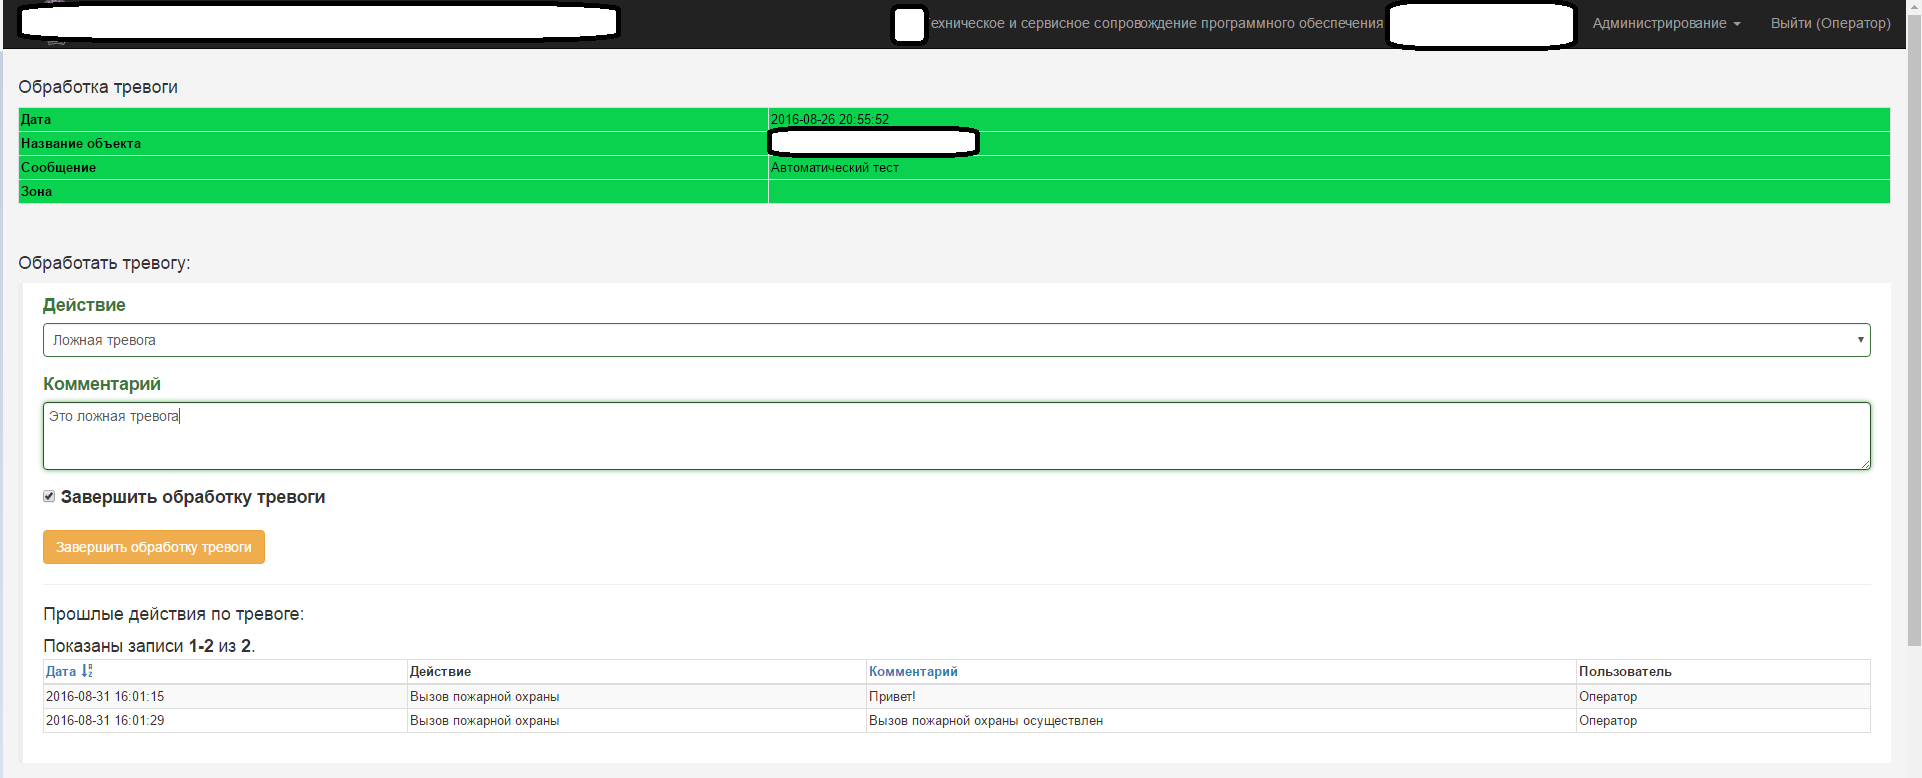 ехническое и сервисное сопровождение программного обеспечения Администрирование Выйти (Оператор)
Обработка тревоги
Дата 2016-08-26 20:55:52
Название объекта
Сообщение Автоматический тест
Зона
Обработать тревогу:
Действие
Ложная тревога
Комментарий
Это ложная тревога
Завершить обработку тревоги
Завершить обработку тревоги
Прошлые действия по тревоге:
Показаны записи 1-2 из 2.
Дата Действие Комментарий Пользователь
2016-08-31 16:01:15 Вызов пожарной охраны Привет! Оператор
2016-08-31 16:01:29 Вызов пожарной охраны Вызов пожарной охраны осуществлен Оператор